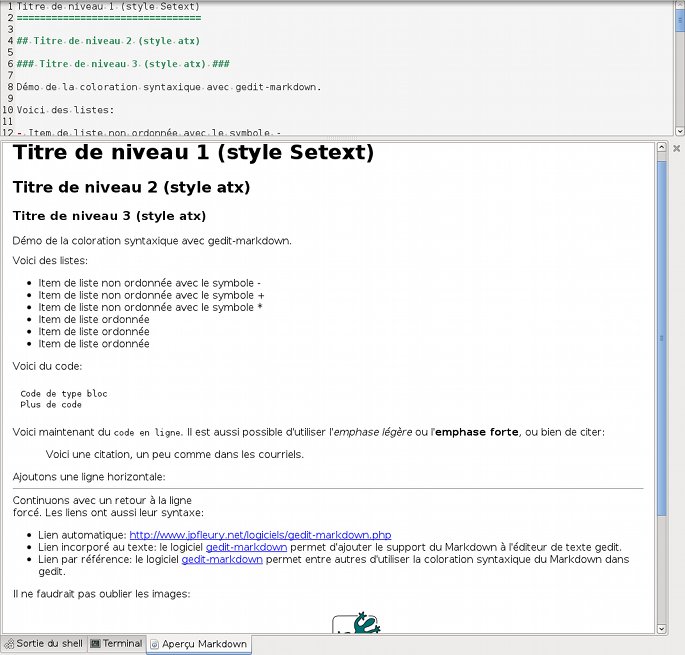 1 Titre de niveau 1 (style Setext)
2 ================================
3
4 ## Titre de niveau 2 (style atx)
5
6 ### Titre de niveau 3 (style atx) ###
7
8 Démo de la coloration syntaxique avec gedit-markdown.
9
10 Voici des listes:
11
12 - Item de liste non ordonnée avec le symbole -
Titre de niveau 1 (style Setext)
Titre de niveau 2 (style atx)
Titre de niveau 3 (style atx)
Démo de la coloration syntaxique avec gedit-markdown.
Voici des listes:
• Item de liste non ordonnée avec le symbole -
• Item de liste non ordonnée avec le symbole +
• Item de liste non ordonnée avec le symbole *
• Item de liste ordonnée
• Item de liste ordonnée
• Item de liste ordonnée
Voici du code:
Code de type bloc
Plus de code
Voici maintenant du code en ligne. Il est aussi possible d'utiliser l'emphase légère ou l'emphase forte, ou bien de citer:
Voici une citation, un peu comme dans les courriels.
Ajoutons une ligne horizontale:
Continuons avec un retour à la ligne
forcé. Les liens ont aussi leur syntaxe:
• Lien automatique: http://www.jpfleury.net/logiciels/gedit-markdown.php
• Lien incorporé au texte: le logiciel gedit-markdown permet d'ajouter le support du Markdown à l'éditeur de texte gedit.
• Lien par référence: le logiciel gedit-markdown permet entre autres d'utiliser la coloration syntaxique du Markdown dans
gedit.
Il ne faudrait pas oublier les images:
Sortie du shell
Terminal
Aperçu Markdown